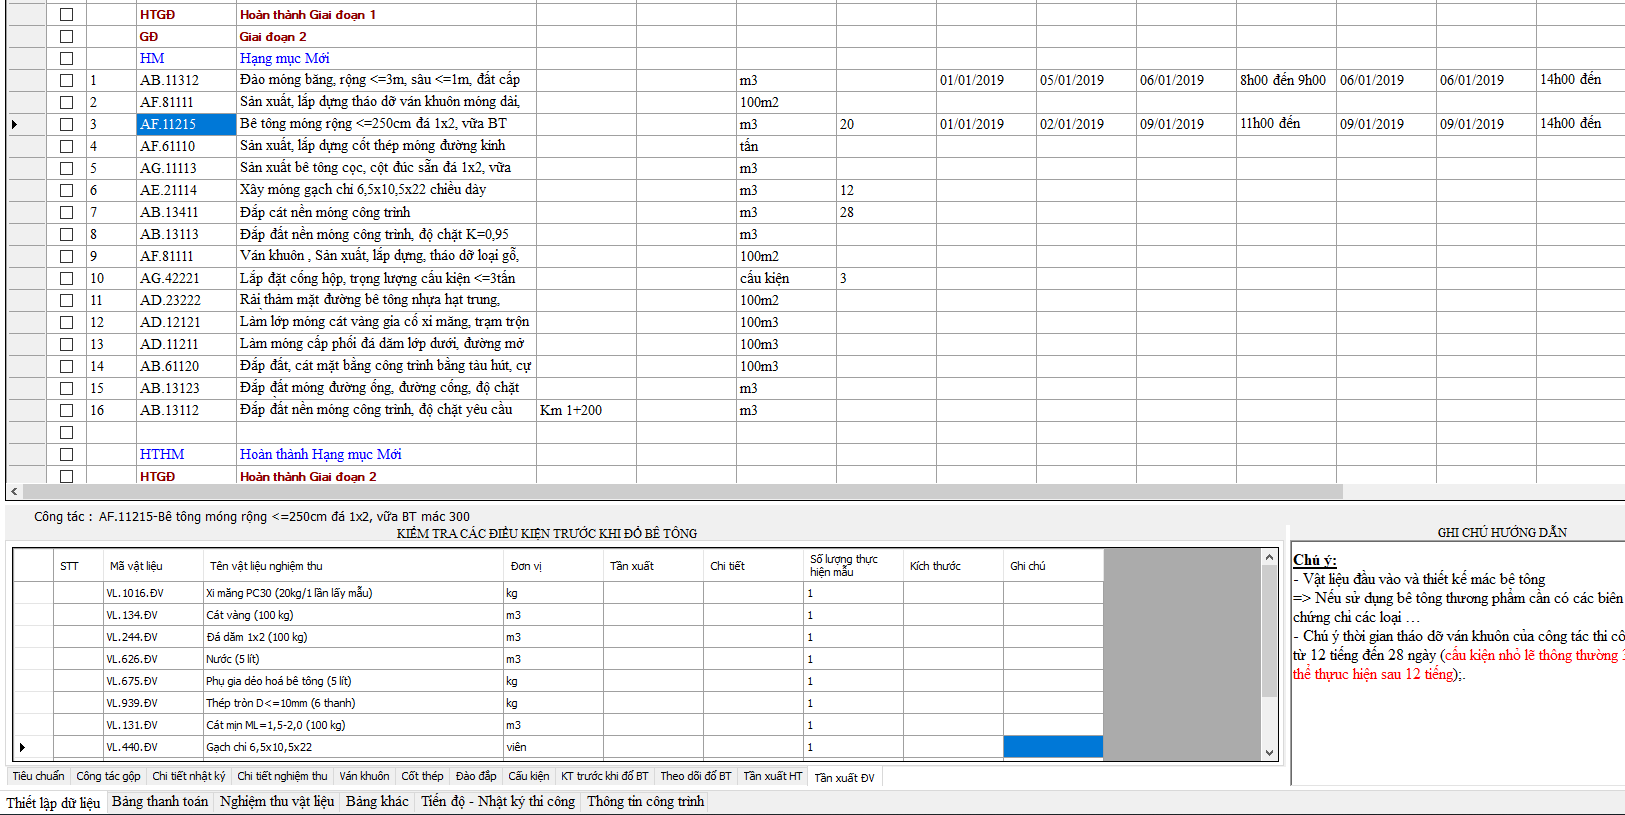 HTGĐ Hoàn thành Giai đoạn 1
GĐ Giai đoạn 2
HM Hạng mục Mới
1 AB.11312 Đào móng băng, rộng <=3m, sâu <=1m, đất cấp m3 01/01/2019 05/01/2019 06/01/2019 8h00 đến 9h00 06/01/2019 06/01/2019 14h00 đến
2 AF.81111 Sản xuất, lắp dựng tháo dỡ ván khuôn móng dài, 100m2
3 AF.11215 Bê tông móng rộng <=250cm đá 1x2, vữa BT m3 20 01/01/2019 02/01/2019 09/01/2019 11h00 đến 09/01/2019 09/01/2019 14h00 đến
4 AF.61110 Sản xuất, lắp dựng cốt thép móng đường kính tấn
5 AG.11113 Sản xuất bê tông cọc, cột đúc sẵn đá 1x2, vữa m3
6 AE.21114 Xây móng gạch chỉ 6,5x10,5x22 chiều dày m3 12
7 AB.13411 Đắp cát nền móng công trình m3 28
8 AB.13113 Đắp đất nền móng công trình, độ chặt K=0,95 m3
9 AF.81111 Ván khuôn , Sản xuất, lắp dựng, tháo dỡ loại gỗ, 100m2
10 AG.42221 Lắp đặt cống hộp, trọng lượng cấu kiện <=3tấn cấu kiện 3
11 AD.23222 Rải thảm mặt đường bê tông nhựa hạt trung, 100m2
12 AD.12121 Làm lớp móng cát vàng gia cố xi măng, trạm trộn 100m3
13 AD.11211 Làm móng cấp phối đá dăm lớp dưới, đường mở 100m3
14 AB.61120 Đắp đất, cát mặt bằng công trình bằng tàu hút, cự 100m3
15 AB.13123 Đắp đất móng đường ống, đường cống, độ chặt m3
16 AB.13112 Đắp đất nền móng công trình, độ chặt yêu cầu Km 1+200 m3
HTHM Hoàn thành Hạng mục Mới
HTGĐ Hoàn thành Giai đoạn 2
Công tác : AF.11215-Bê tông móng rộng <=250cm đá 1x2, vữa BT mác 300
KIỂM TRA CÁC ĐIỀU KIỆN TRƯỚC KHI ĐỔ BÊ TÔNG
STT Mã vật liệu Tên vật liệu nghiệm thu Đơn vị Tần xuất Chi tiết Số lượng thực hiện mẫu Kích thước Ghi chú
VL.1016.ĐV Xi măng PC30 (20kg/1 lần lấy mẫu) kg 1
VL.134.ĐV Cát vàng (100 kg) m3 1
VL.244.ĐV Đá dăm 1x2 (100 kg) m3 1
VL.626.ĐV Nước (5 lít) m3 1
VL.675.ĐV Phụ gia dẻo hoá bê tông (5 lít) kg 1
VL.939.ĐV Thép tròn D<=10mm (6 thanh) kg 1
VL.131.ĐV Cát mịn ML=1,5-2,0 (100 kg) m3 1
VL.440.ĐV Gạch chỉ 6,5x10,5x22 viên 1
GHI CHÚ HƯỚNG DẪN
Chú ý:
- Vật liệu đầu vào và thiết kế mác bê tông
=> Nếu sử dụng bê tông thương phẩm cần có các biên
chứng chỉ các loại …
- Chú ý thời gian tháo dỡ ván khuôn của công tác thi cô
từ 12 tiếng đến 28 ngày (cấu kiện nhỏ lẽ thông thường 3
thể thựuc hiện sau 12 tiếng);.
Tiêu chuẩn Công tác gộp Chi tiết nhật ký Chi tiết nghiệm thu Ván khuôn Cốt thép Đào đắp Cấu kiện KT trước khi đổ BT Theo dõi đổ BT Tần xuất HT Tần xuất ĐV
Thiết lập dữ liệu Bảng thanh toán Nghiệm thu vật liệu Bảng khác Tiến độ - Nhật ký thi công Thông tin công trình